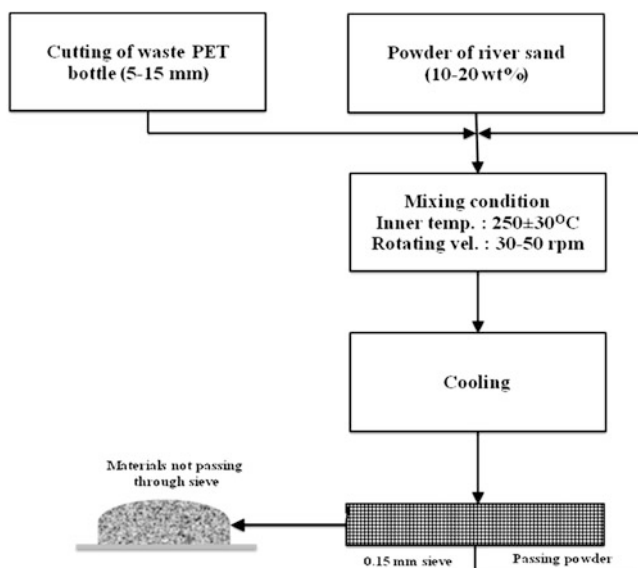 Cutting of waste PET
bottle (5-15 mm)
Powder of river sand
(10-20 wt%)
Mixing condition
Inner temp. : 250±30⁰C
Rotating vel. : 30-50 rpm
Cooling
Materials not passing
through sieve
0.15 mm sieve
Passing powder